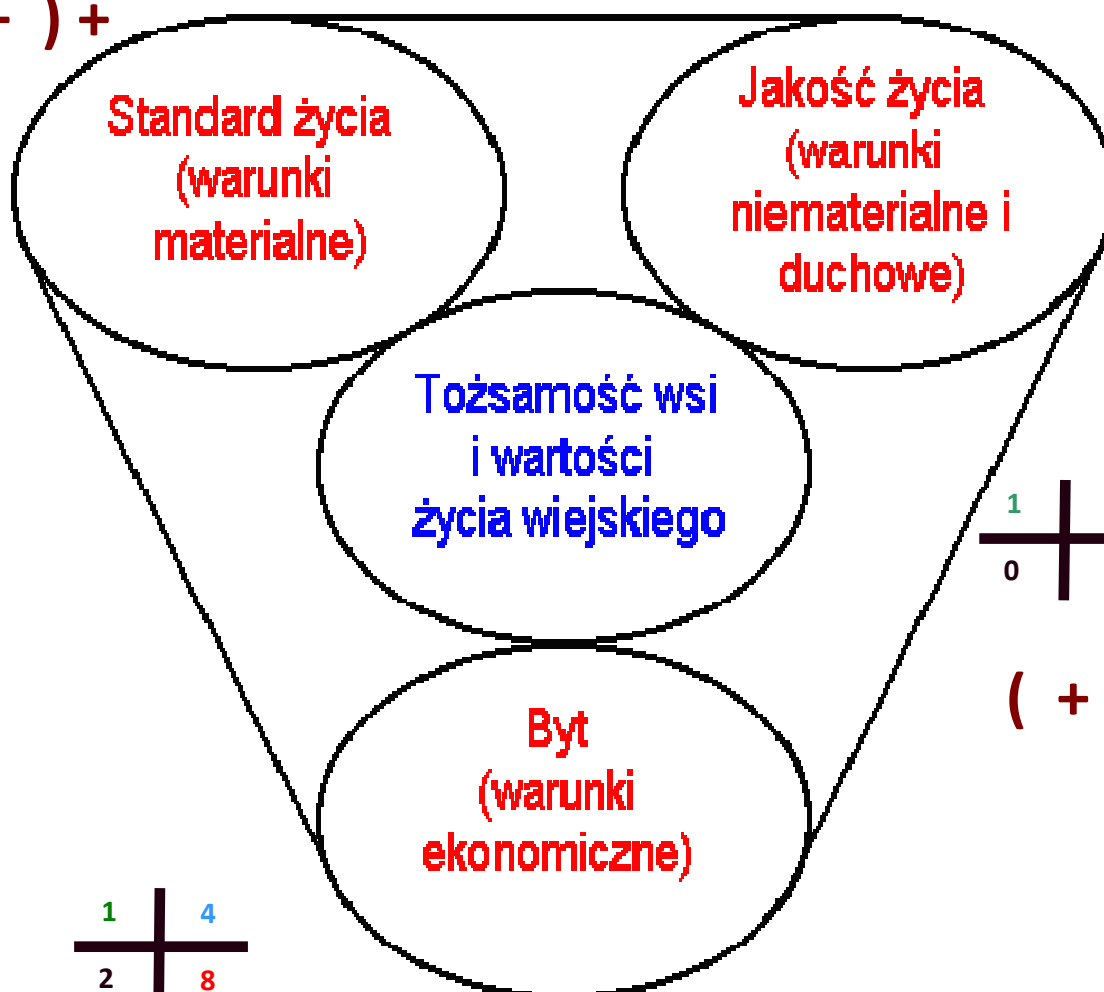 ) +
Standard życia
(warunki
materialne)
Jakość życia
(warunki
niematerialne i
duchowe)
Tożsamość wsi
i wartości
życia wiejskiego
1
0
( +
Byt
(warunki
ekonomiczne)
1 4
2 8